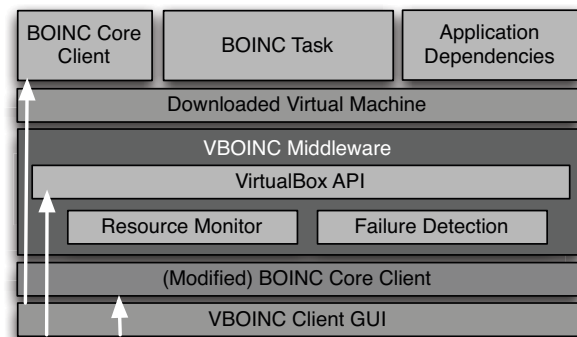 BOINC Core
Client
BOINC Task
Application
Dependencies
Downloaded Virtual Machine
VBOINC Middleware
VirtualBox API
Resource Monitor
Failure Detection
(Modified) BOINC Core Client
VBOINC Client GUI